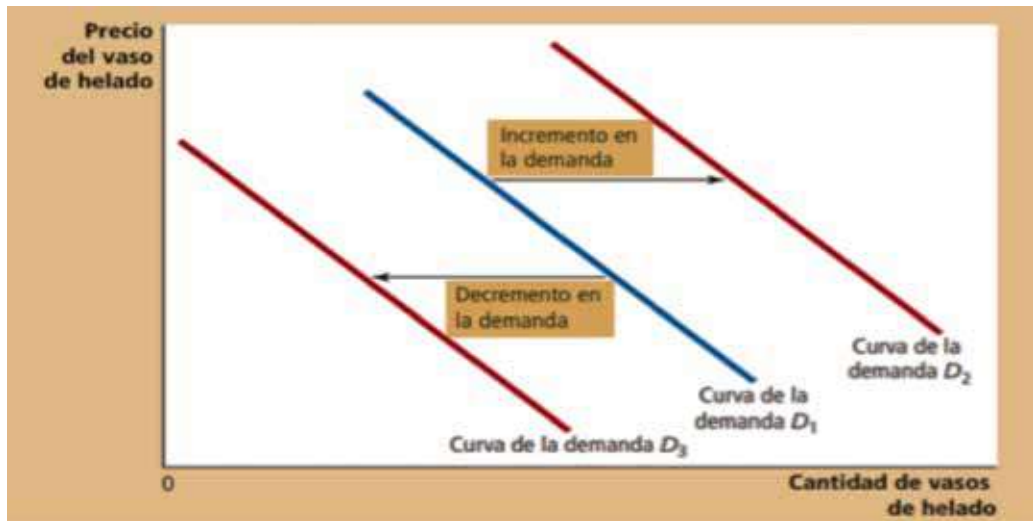 Precio
del vaso
de helado
Incremento en
la demanda
Decremento en
la demanda
Curva de la
demanda D₂
Curva de la
demanda D₁
Curva de la demanda D₃
0
Cantidad de vasos
de helado